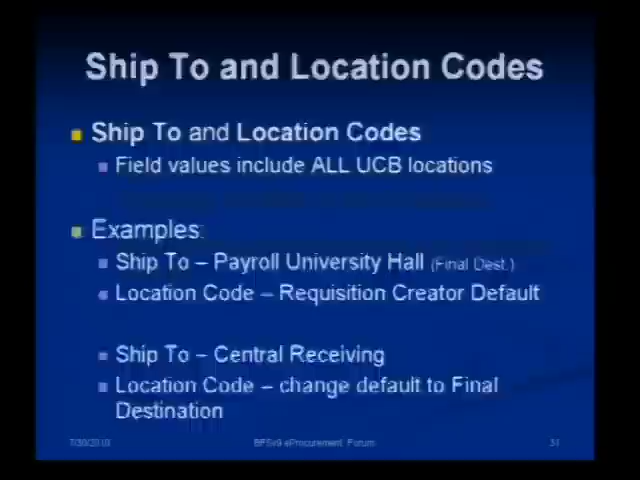 Ship To and Location Codes
Ship To and Location Codes
Field values include ALL UCB locations
Examples:
Ship To – Payroll University Hall (Final Dest.)
Location Code – Requisition Creator Default
Ship To – Central Receiving
Location Code – change default to Final
Destination
7/30/2010
BFSv9 eProcurement Forum
31